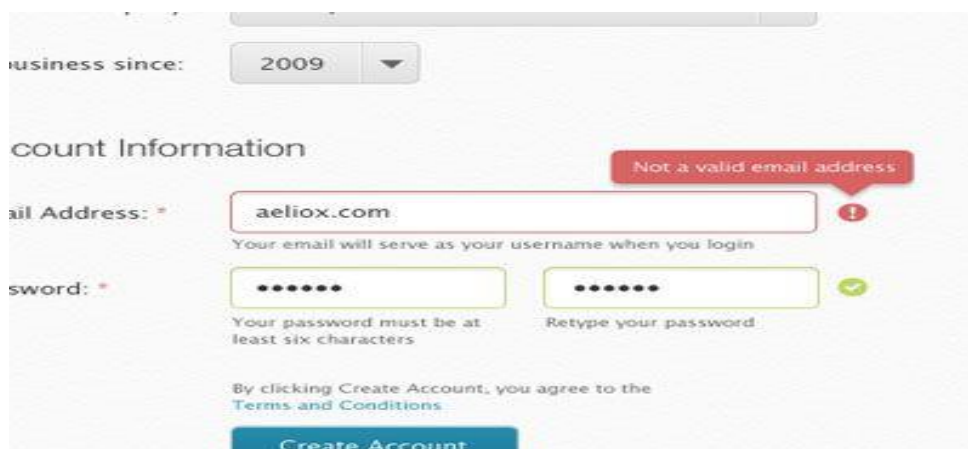 usiness since:
2009
count Information
Not a valid email address
ail Address: *
aeliox.com
Your email will serve as your username when you login
sword: *
Your password must be at
least six characters
Retype your password
By clicking Create Account, you agree to the
Terms and Conditions
Create Account